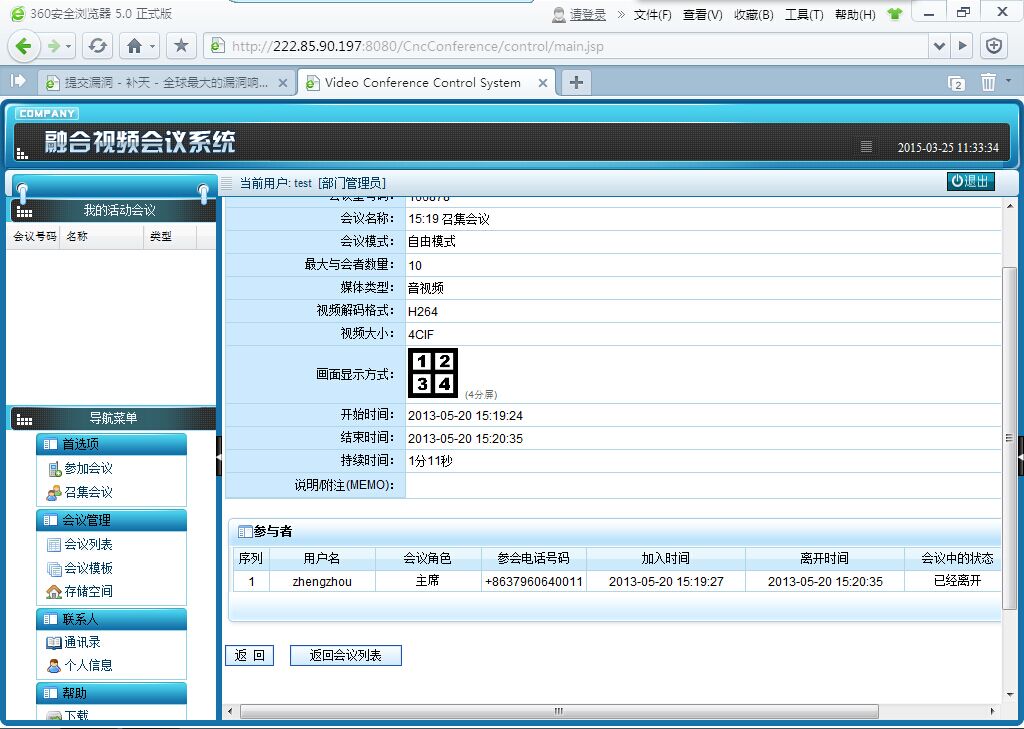 360安全浏览器 5.0 正式版
请登录 » 文件(F) 查看(V) 收藏(B) 工具(T) 帮助(H)
http://222.85.90.197:8080/CncConference/control/main.jsp
提交漏洞 - 补天 - 全球最大的漏洞响...
Video Conference Control System
2
COMPANY
融合视频会议系统
2015-03-25 11:33:34
当前用户: test [部门管理员]
退出
我的活动会议
会议号码 名称 类型
导航菜单
首选项
参加会议
召集会议
会议管理
会议列表
会议模板
存储空间
联系人
通讯录
个人信息
帮助
下载
会议名称: 15:19 召集会议
会议模式: 自由模式
最大与会者数量: 10
媒体类型: 音视频
视频解码格式: H264
视频大小: 4CIF
画面显示方式: 1 2 3 4 (4分屏)
开始时间: 2013-05-20 15:19:24
结束时间: 2013-05-20 15:20:35
持续时间: 1分11秒
说明/附注(MEMO):
参与者
序列 用户名 会议角色 参会电话号码 加入时间 离开时间 会议中的状态
1 zhengzhou 主席 +8637960640011 2013-05-20 15:19:27 2013-05-20 15:20:35 已经离开
返 回 返回会议列表